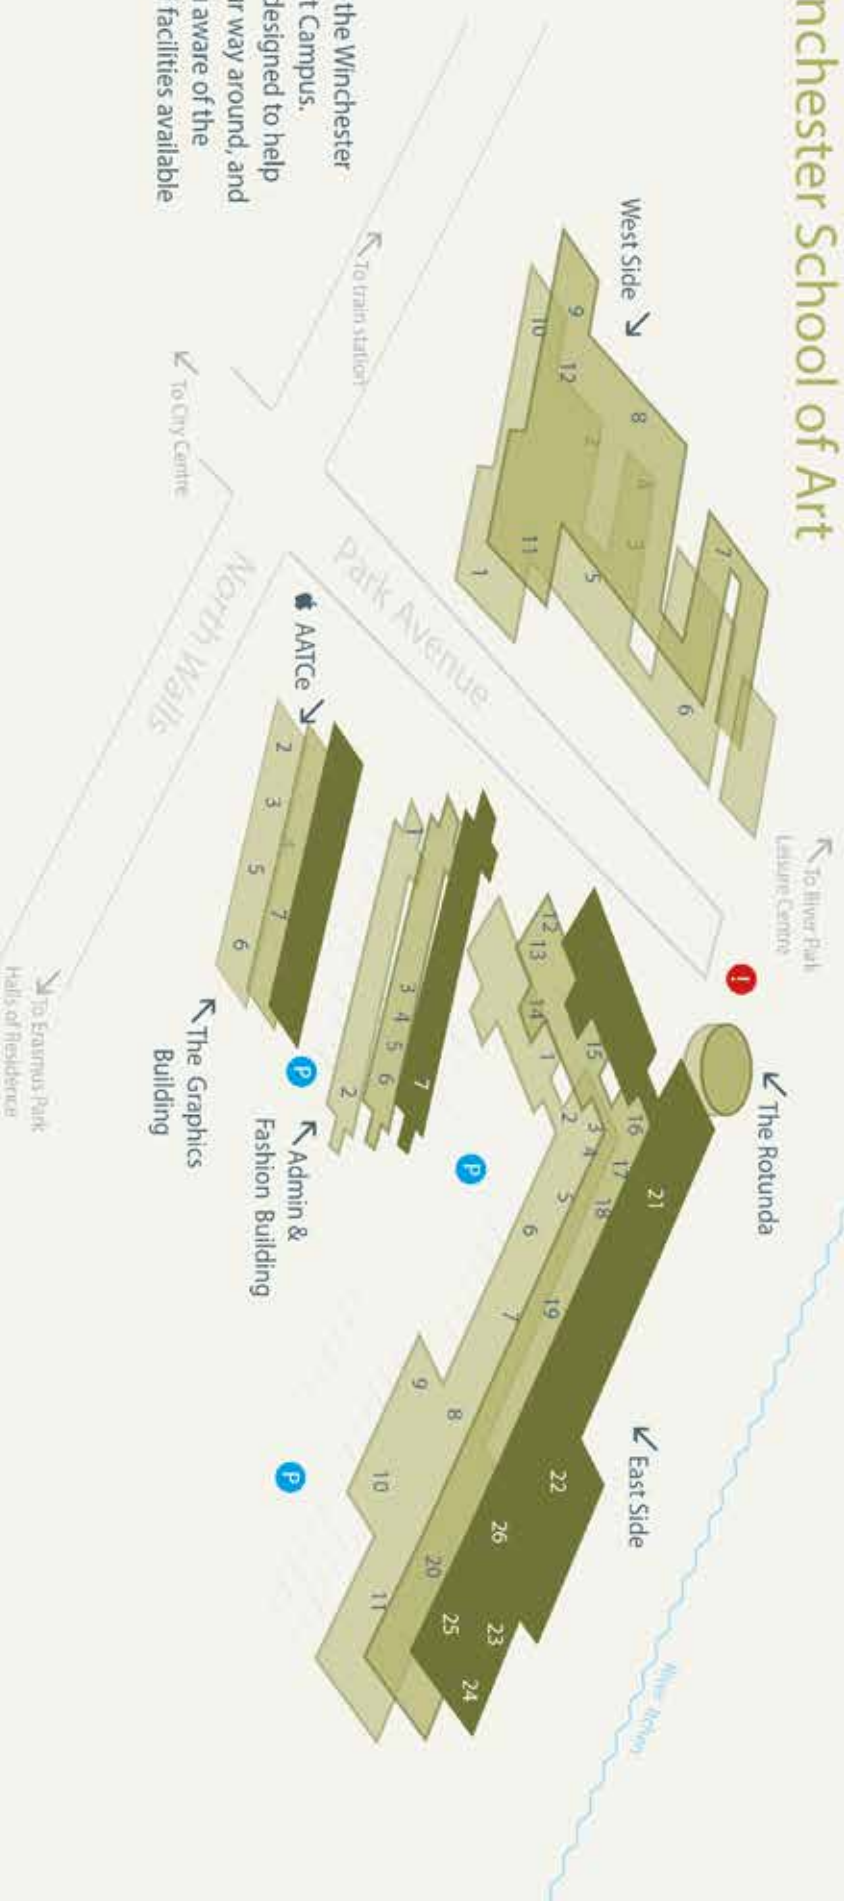 nchester School of Art
the Winchester
t Campus.
designed to help
r way around, and
aware of the
facilities available
West Side
To River Park
Leisure Centre
!
The Rotunda
East Side
River Itchen
9
10
12
8
2
4
3
11
1
5
7
6
12
13
14
15
1
2
3
4
5
16
17
18
21
6
7
19
9
8
10
11
20
22
26
25
23
24
To train station
Park Avenue
To City Centre
North Walls
AATCe
1
3
4
5
6
7
2
2
3
4
5
7
6
P
P
P
Admin &
Fashion Building
The Graphics
Building
To Erasmus Park
Halls of Residence